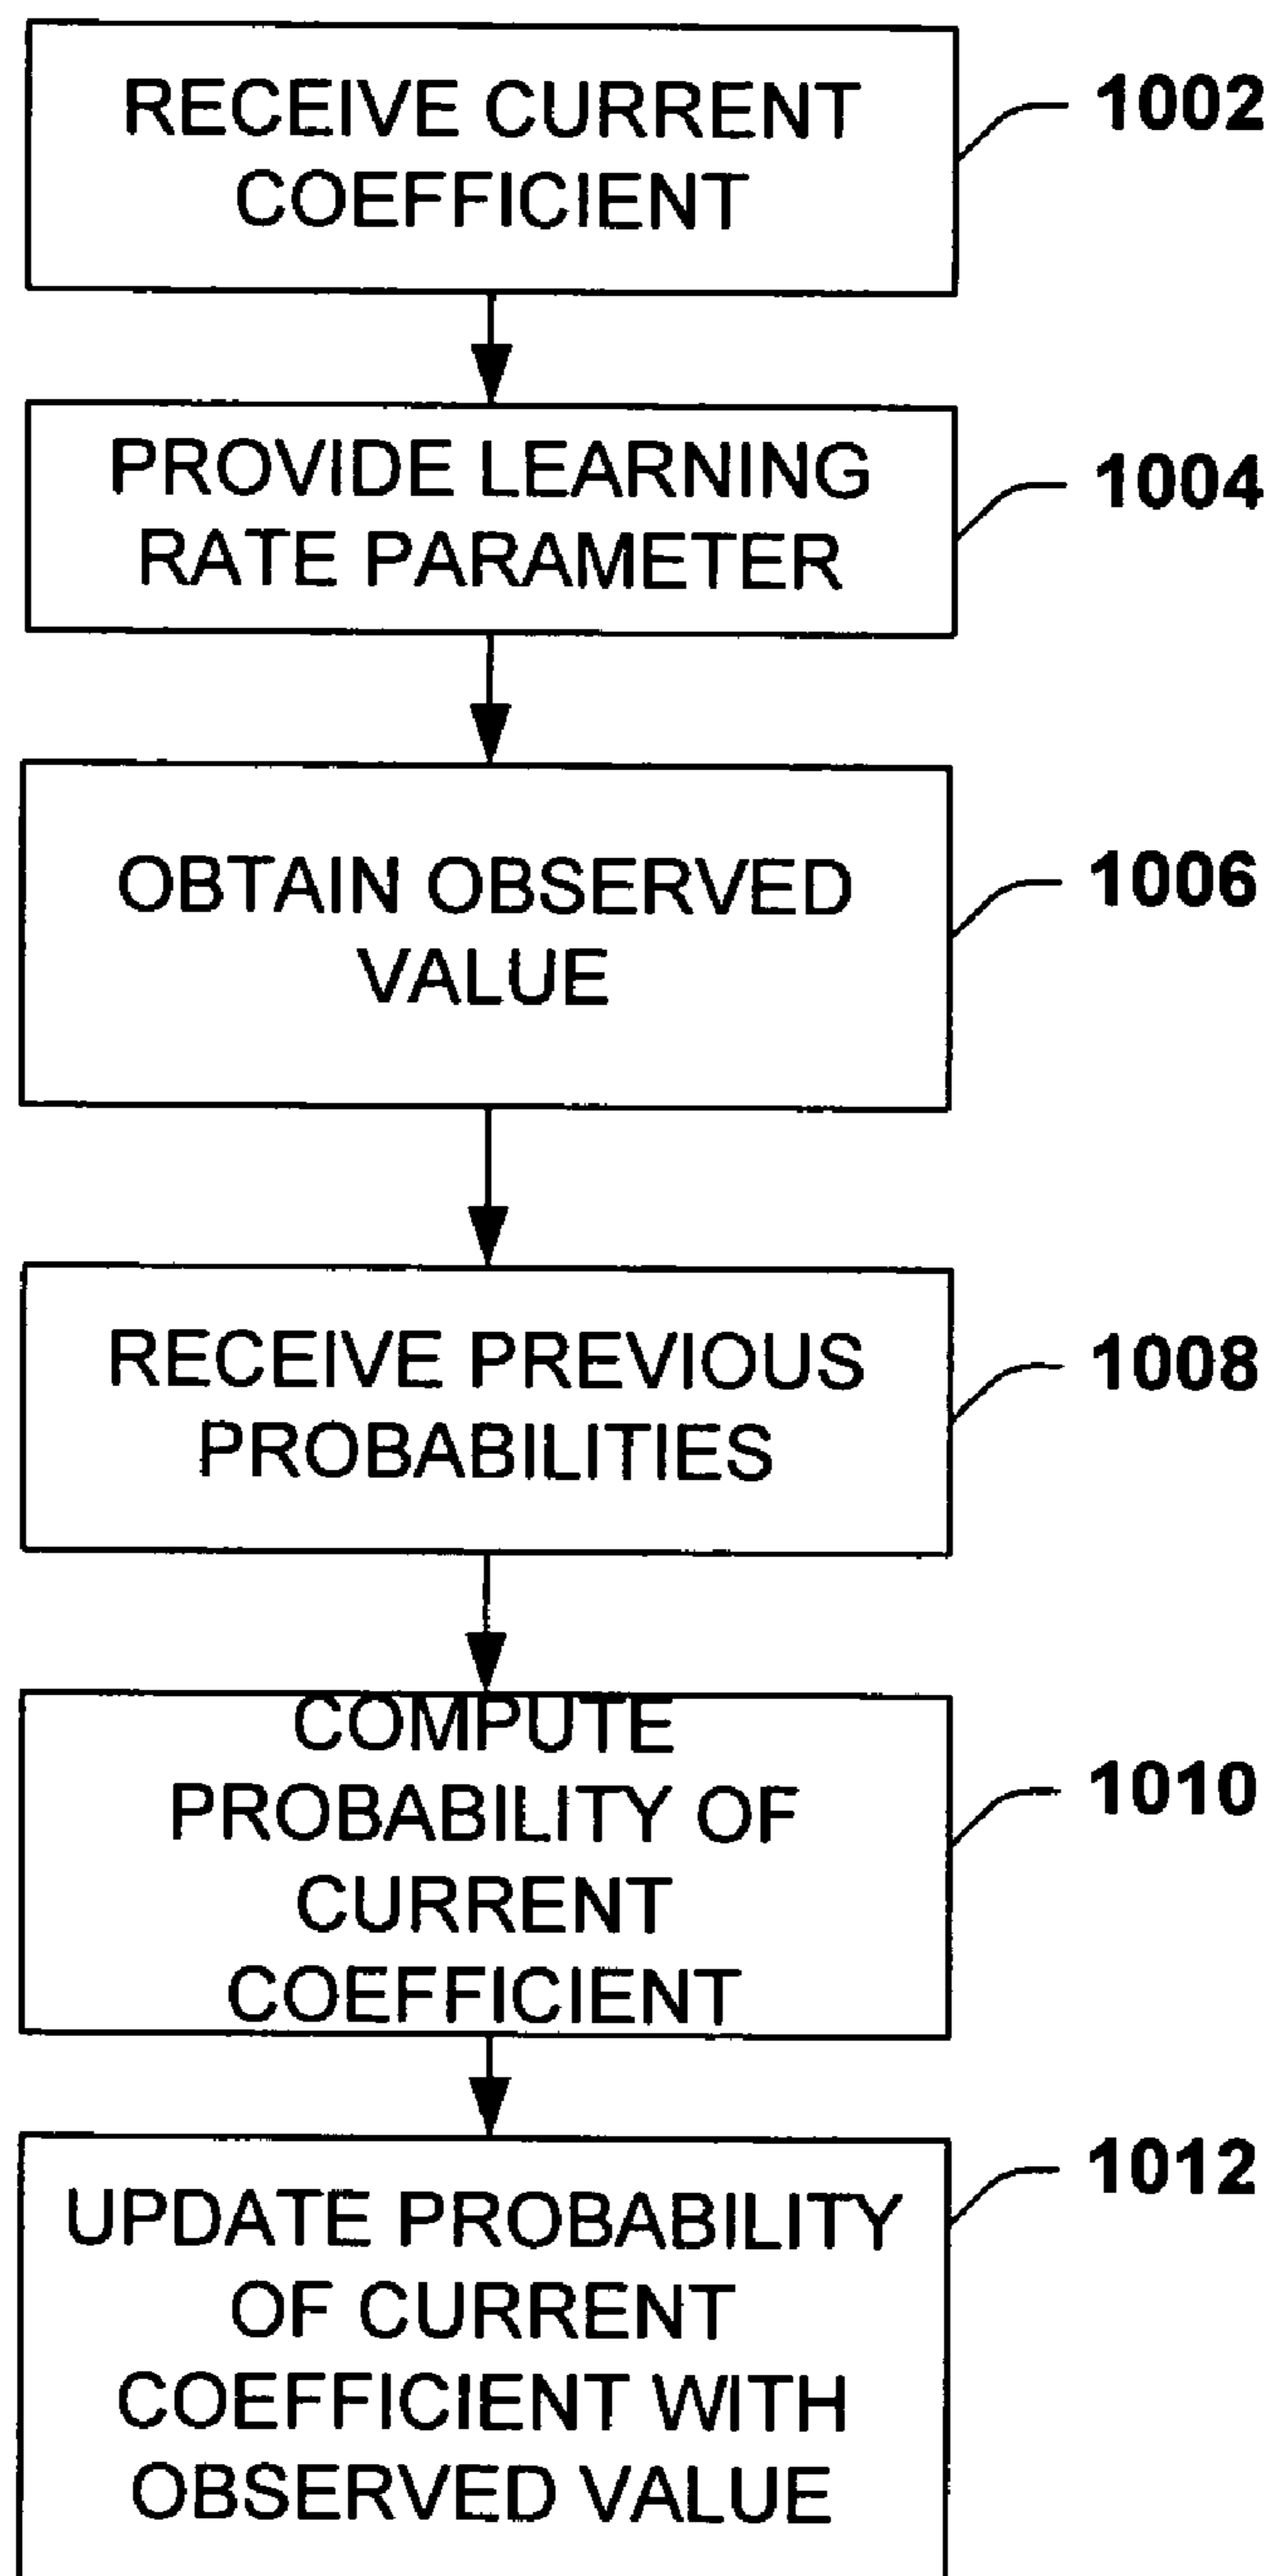 RECEIVE CURRENT
COEFFICIENT
1002
PROVIDE LEARNING
RATE PARAMETER
1004
OBTAIN OBSERVED
VALUE
1006
RECEIVE PREVIOUS
PROBABILITIES
1008
COMPUTE
PROBABILITY OF
CURRENT
COEFFICIENT
1010
UPDATE PROBABILITY
OF CURRENT
COEFFICIENT WITH
OBSERVED VALUE
1012